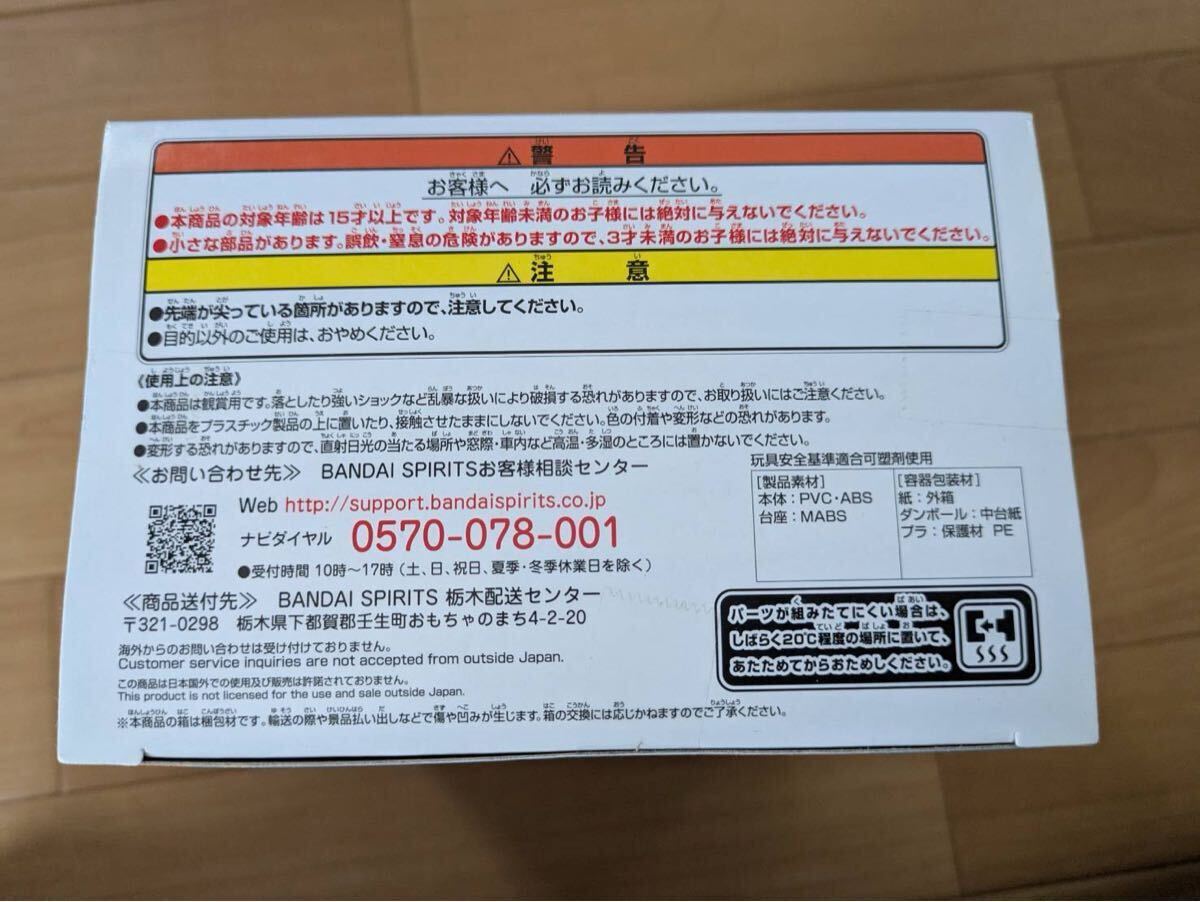 ⚠警告
お客様へ 必ずお読みください。
●本商品の対象年齢は15才以上です。対象年齢未満のお子様には絶対に与えないでください。
●小さな部品があります。誤飲・窒息の危険がありますので、3才未満のお子様には絶対に与えないでください。
⚠注意
●先端が尖っている箇所がありますので、注意してください。
●目的以外のご使用は、おやめください。
《使用上の注意》
●本商品は観賞用です。落としたり強いショックなど乱暴な扱いにより破損する恐れがありますので、お取り扱いにはご注意ください。
●本商品をプラスチック製品の上に置いたり、接触させたままにしないでください。色の付着や変形などの恐れがあります。
●変形する恐れがありますので、直射日光の当たる場所や窓際・車内など高温・多湿のところには置かないでください。
≪お問い合わせ先≫ BANDAI SPIRITSお客様相談センター
Web http://support.bandaispirits.co.jp
ナビダイヤル 0570-078-001
●受付時間 10時〜17時（土、日、祝日、夏季・冬季休業日を除く）
≪商品送付先≫ BANDAI SPIRITS 栃木配送センター
〒321-0298 栃木県下都賀郡壬生町おもちゃのまち4-2-20
海外からのお問い合わせは受け付けておりません。
Customer service inquiries are not accepted from outside Japan.
この商品は日本国外での使用及び販売は許諾されておりません。
This product is not licensed for the use and sale outside Japan.
※本商品の箱は梱包材です。輸送の際や景品払い出しなどで傷や凹みが生じます。箱の交換には応じかねますのでご了承ください。
玩具安全基準適合可塑剤使用
[製品素材]
本体：PVC・ABS
台座：MABS
[容器包装材]
紙：外箱
ダンボール：中台紙
プラ：保護材 PE
パーツが組みたてにくい場合は、
しばらく20℃程度の場所に置いて、
あたためてからおためしください。